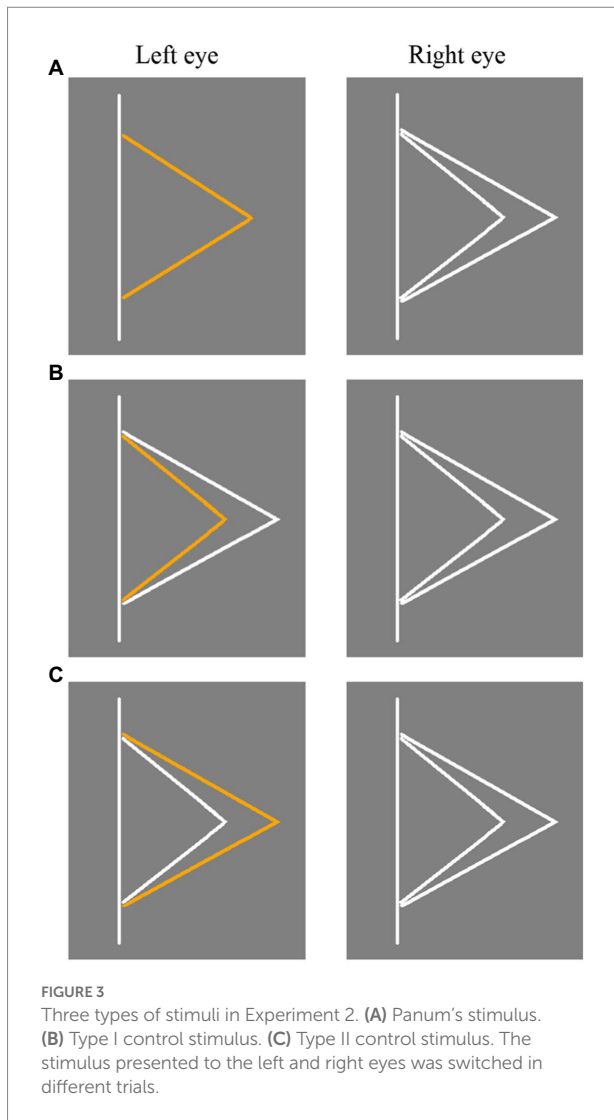 Left eye Right eye
A
B
C
FIGURE 3
Three types of stimuli in Experiment 2. (A) Panum's stimulus.
(B) Type I control stimulus. (C) Type II control stimulus. The
stimulus presented to the left and right eyes was switched in
different trials.